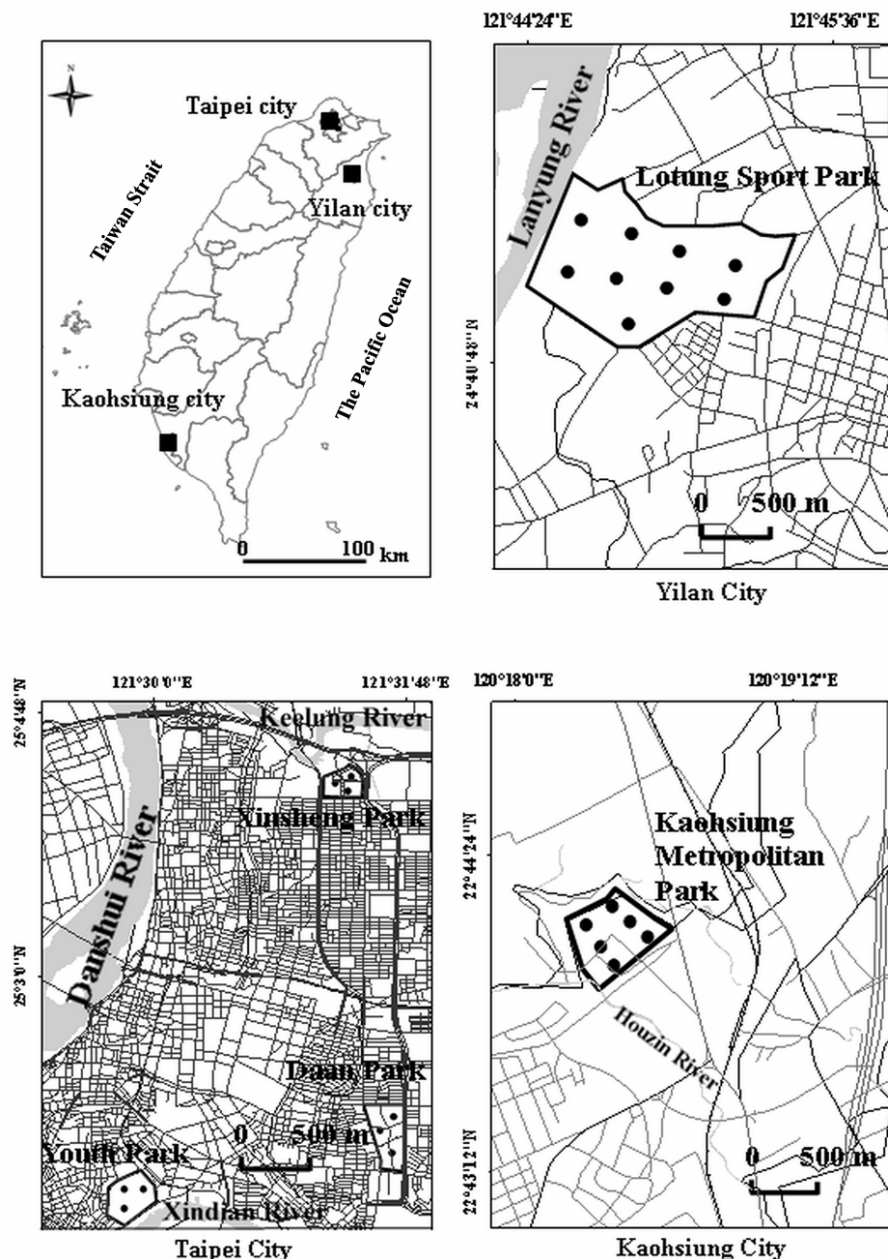 N
Taipei city
Yilan city
Taiwan Strait
The Pacific Ocean
Kaohsiung city
0 100
km
121°44'24"E 121°45'36"E
Lanyung River
Lotung Sport Park
24°40'48"N
0 500 m
Yilan City
121°30'0"E 121°31'48"E
25°4'48"N
Keelung River
Xinsheng Park
Danshui River
25°3'0"N
Daan Park
0 500 m
Youth Park
Xindian River
Taipei City
120°18'0"E 120°19'12"E
Kaohsiung
Metropolitan
Park
22°44'24"N
Houzin River
22°43'12"N
0 500 m
Kaohsiung City